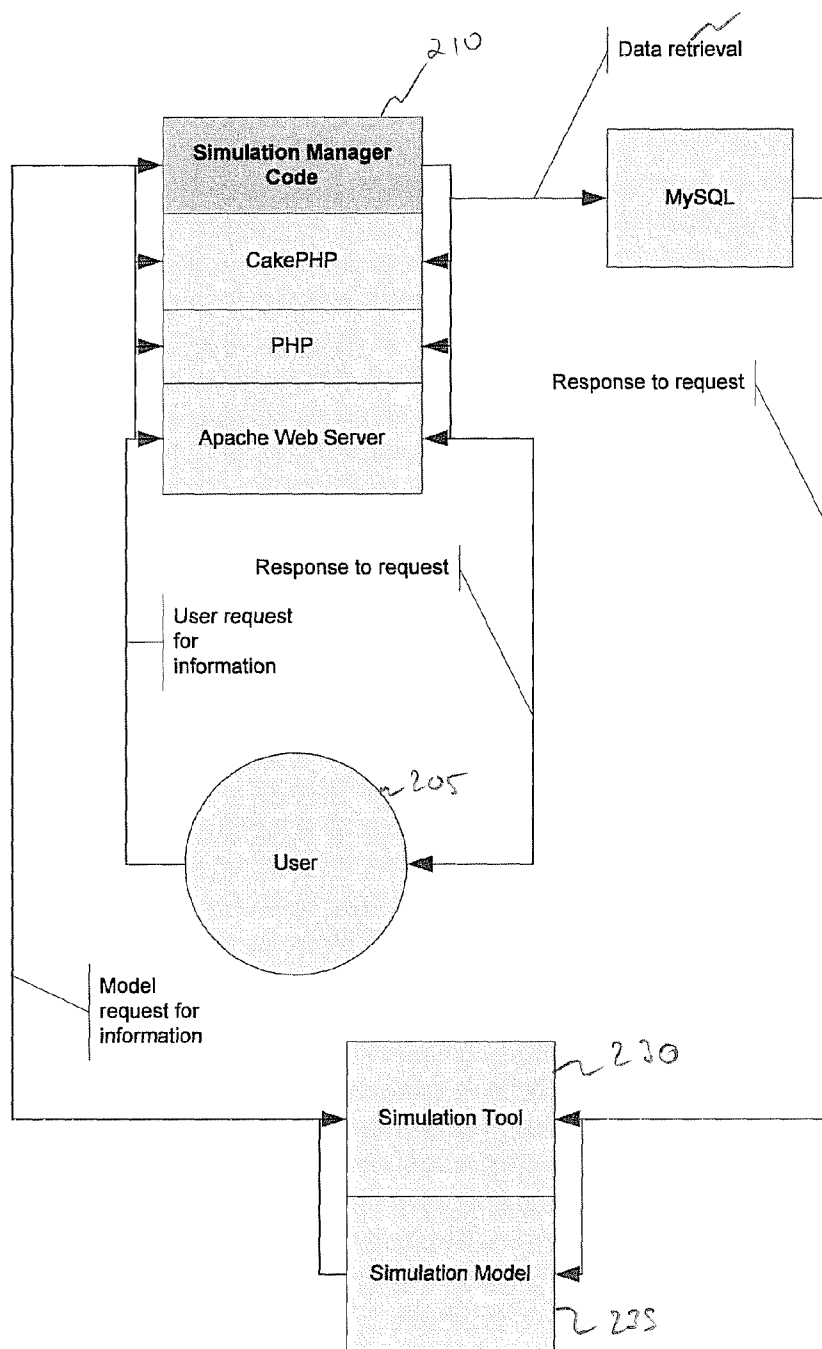 210
Data retrieval
Simulation Manager
Code
MySQL
CakePHP
PHP
Response to request
Apache Web Server
Response to request
User request
for
information
205
User
Model
request for
information
230
Simulation Tool
Simulation Model
235